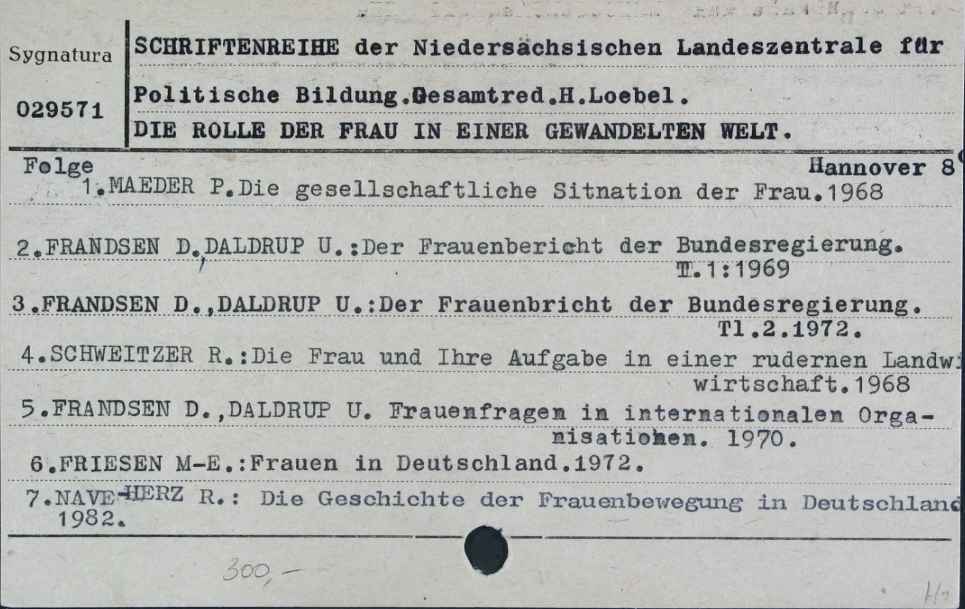 SCHRIFTENREIHE der Niedersächsischen Landeszentrale für
Sygnatura
Politische Bildung.Gesamtred.H.Loebel.
029571
DIE ROLLE DER FRAU IN EINER GEWANDELTEN WELT.
Folge Hannover 8°
1.MAEDER P.Die gesellschaftliche Sitnation der Frau.1968
2.FRANDSEN D.,DALDRUP U.:Der Frauenbericht der Bundesregierung.
T.1:1969
3.FRANDSEN D.,DALDRUP U.:Der Frauenbricht der Bundesregierung.
Tl.2.1972.
4.SCHWEITZER R.:Die Frau und Ihre Aufgabe in einer rudernen Landwi
wirtschaft.1968
5.FRANDSEN D.,DALDRUP U. Frauenfragen in internationalen Orga-
nisationen. 1970.
6.FRIESEN M-E.:Frauen in Deutschland.1972.
7.NAVE-HERZ R.: Die Geschichte der Frauenbewegung in Deutschland
1982.
300,-